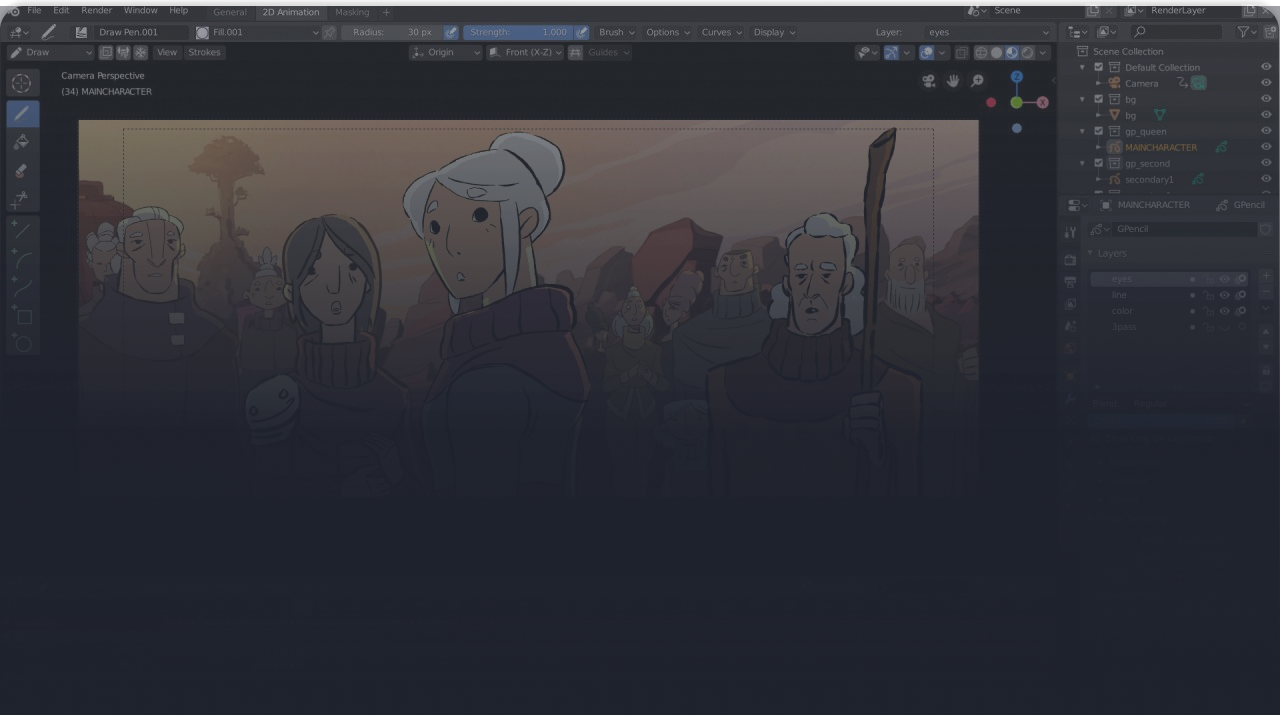 File Edit Render Window Help General 2D Animation Masking + Scene RenderLayer
Draw Pen.001 Fill.001 Radius: 30 px Strength: 1.000 Brush Options Curves Display Layer: eyes
Draw View Strokes Origin Front (X-Z) Guides
Camera Perspective
(34) MAINCHARACTER
Z
X
Scene Collection
Default Collection
Camera
bg
bg
gp_queen
MAINCHARACTER
gp_second
secondary1
MAINCHARACTER GPencil
GPencil
Layers
eyes
line
color